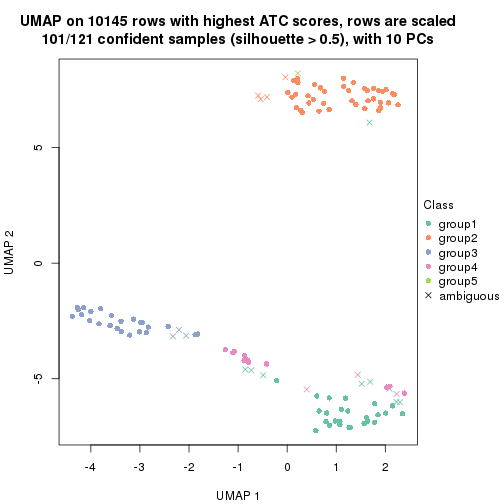 UMAP on 10145 rows with highest ATC scores, rows are scaled
101/121 confident samples (silhouette > 0.5), with 10 PCs
5
0
-5
UMAP 2
-4
-3
-2
-1
0
1
2
UMAP 1
Class
group1
group2
group3
group4
group5
ambiguous